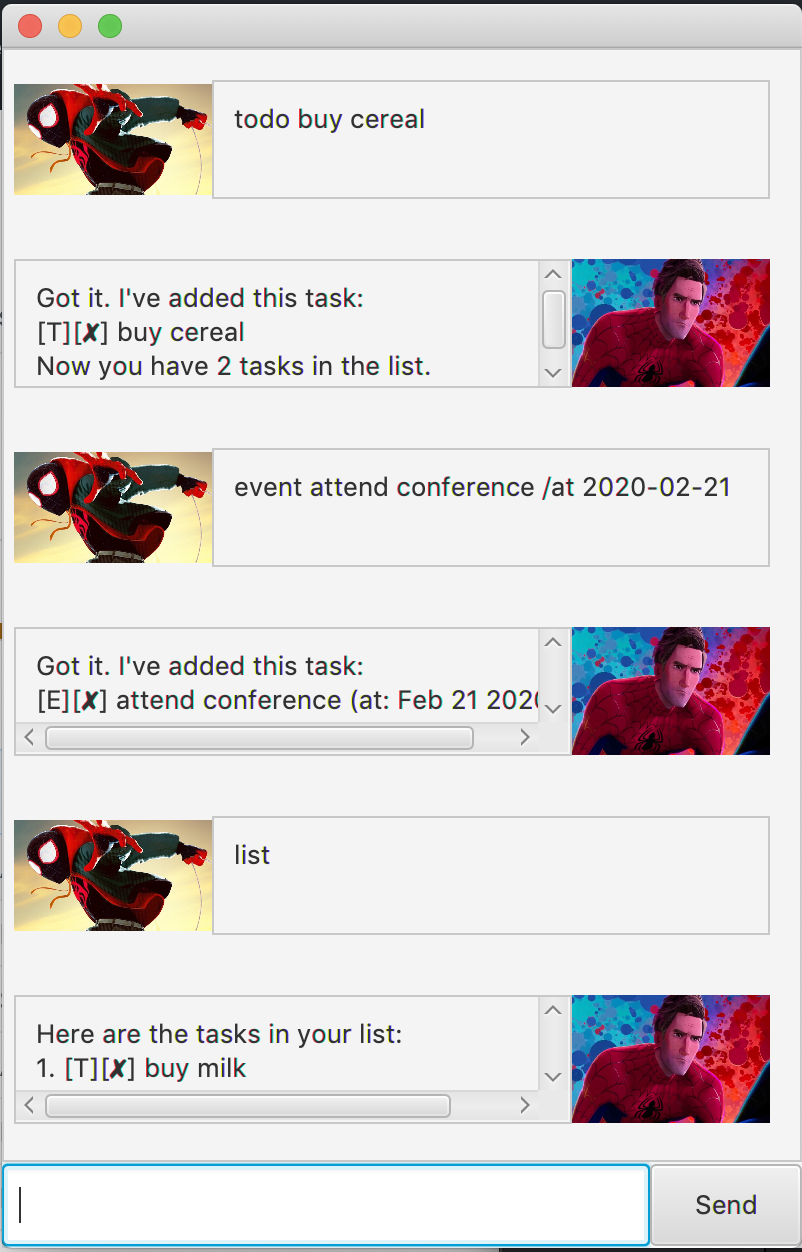 todo buy cereal
Got it. I've added this task:
[T][✘] buy cereal
Now you have 2 tasks in the list.
event attend conference /at 2020-02-21
Got it. I've added this task:
[E][✘] attend conference (at: Feb 21 2020
list
Here are the tasks in your list:
1. [T][✘] buy milk
Send